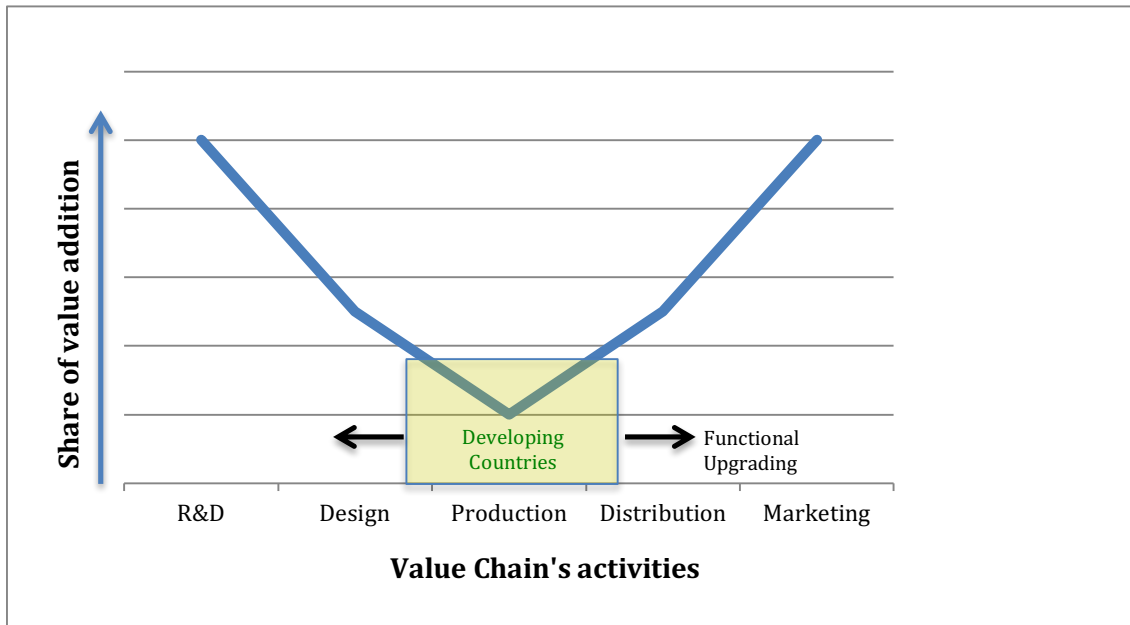 Share of value addition
Developing
Countries
Functional
Upgrading
R&D
Design
Production
Distribution
Marketing
Value Chain's activities